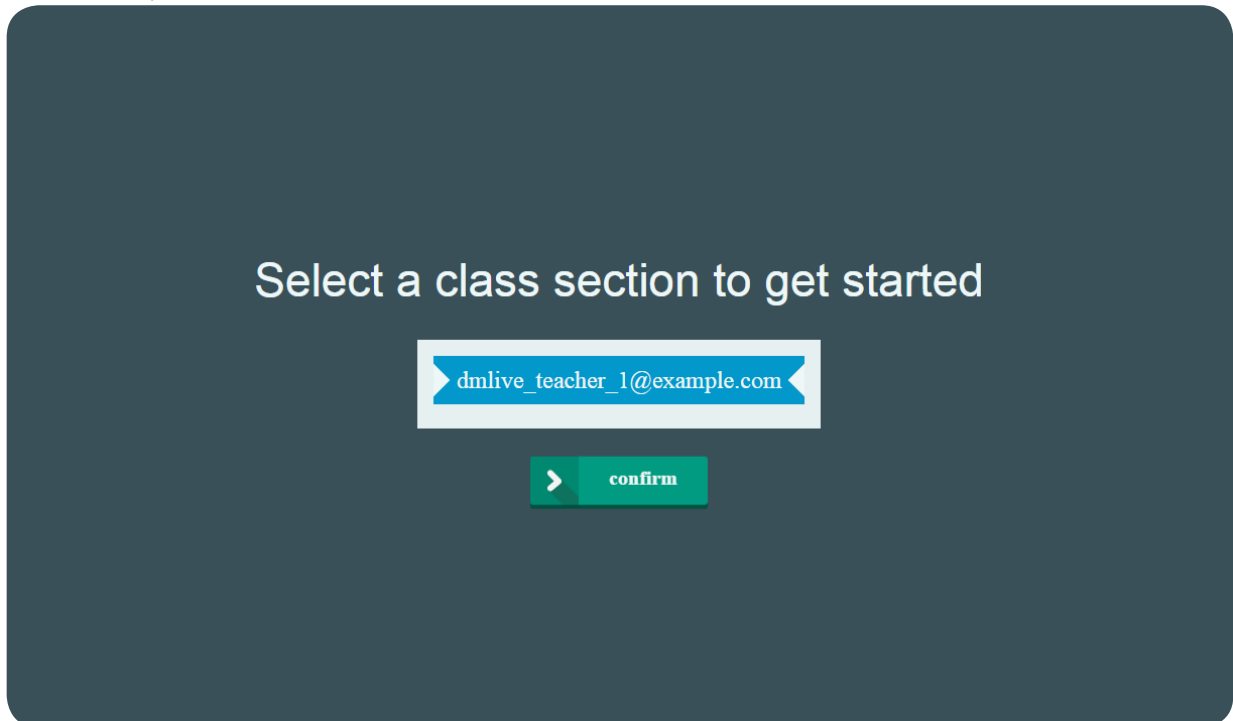 Select a class section to get started
dmlive_teacher_1@example.com
confirm